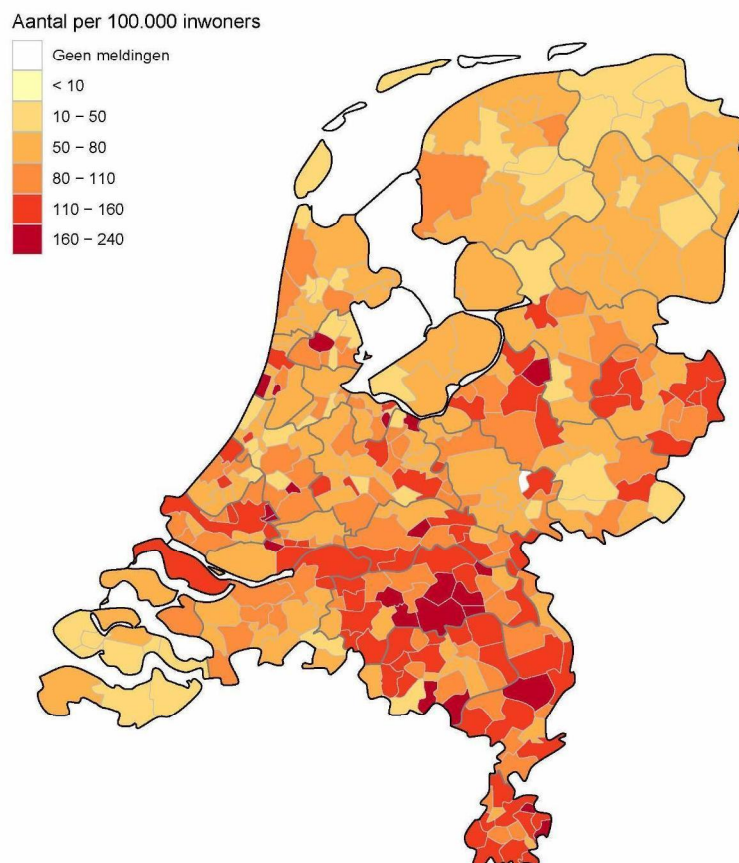 Aantal per 100.000 inwoners
Geen meldingen
< 10
10 – 50
50 – 80
80 – 110
110 – 160
160 – 240